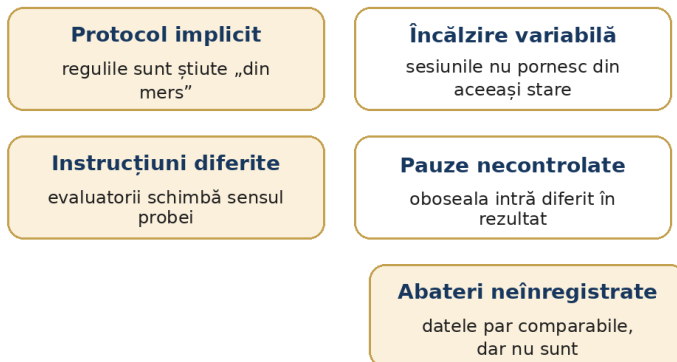 Protocol implicit
regulile sunt știute „din
mers”
Încălzire variabilă
sesiunile nu pornesc din
aceeași stare
Instrucțiuni diferite
evaluatorii schimbă sensul
probei
Pauze necontrolate
oboseala intră diferit în
rezultat
Abateri neînregistrate
datele par comparabile,
dar nu sunt